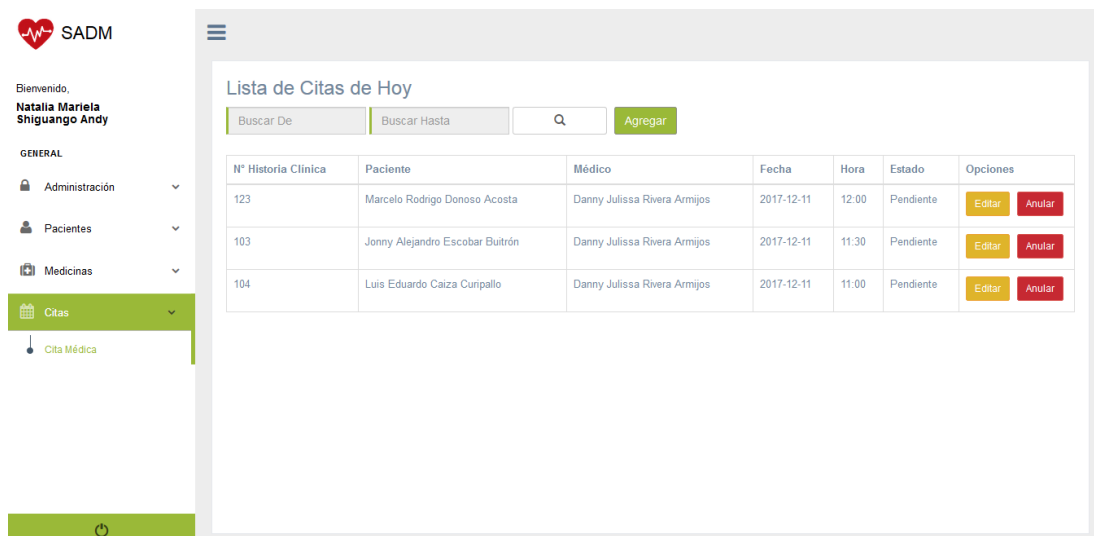 SADM
Bienvenido,
Natalia Mariela
Shiguango Andy
GENERAL
Administración
Pacientes
Medicinas
Citas
Cita Médica
Lista de Citas de Hoy
Buscar De Buscar Hasta Agregar
N° Historia Clínica Paciente Médico Fecha Hora Estado Opciones
123 Marcelo Rodrigo Donoso Acosta Danny Julissa Rivera Armijos 2017-12-11 12:00 Pendiente Editar Anular
103 Jonny Alejandro Escobar Buitrón Danny Julissa Rivera Armijos 2017-12-11 11:30 Pendiente Editar Anular
104 Luis Eduardo Caiza Curipallo Danny Julissa Rivera Armijos 2017-12-11 11:00 Pendiente Editar Anular